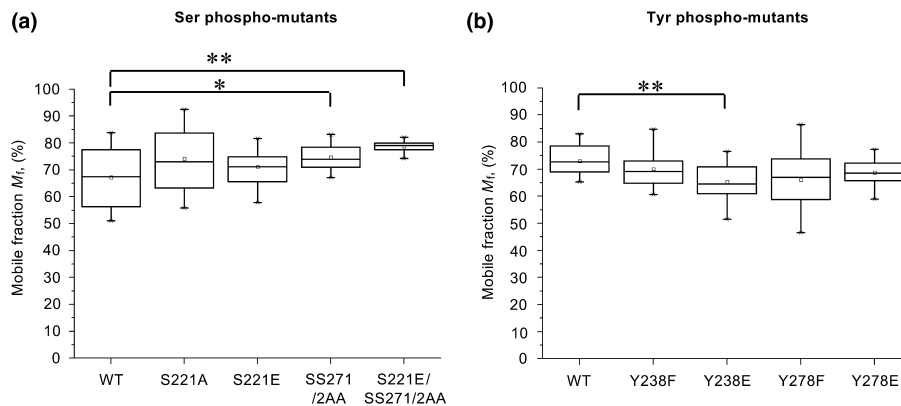 (a)
Ser phospho-mutants
**
*
Mobile fraction Mf, (%)
100
90
80
70
60
50
40
30
20
10
0
WT
S221A
S221E
SS271
/2AA
S221E/
SS271/2AA
(b)
Tyr phospho-mutants
**
Mobile fraction Mf, (%)
100
90
80
70
60
50
40
30
20
10
0
WT
Y238F
Y238E
Y278F
Y278E